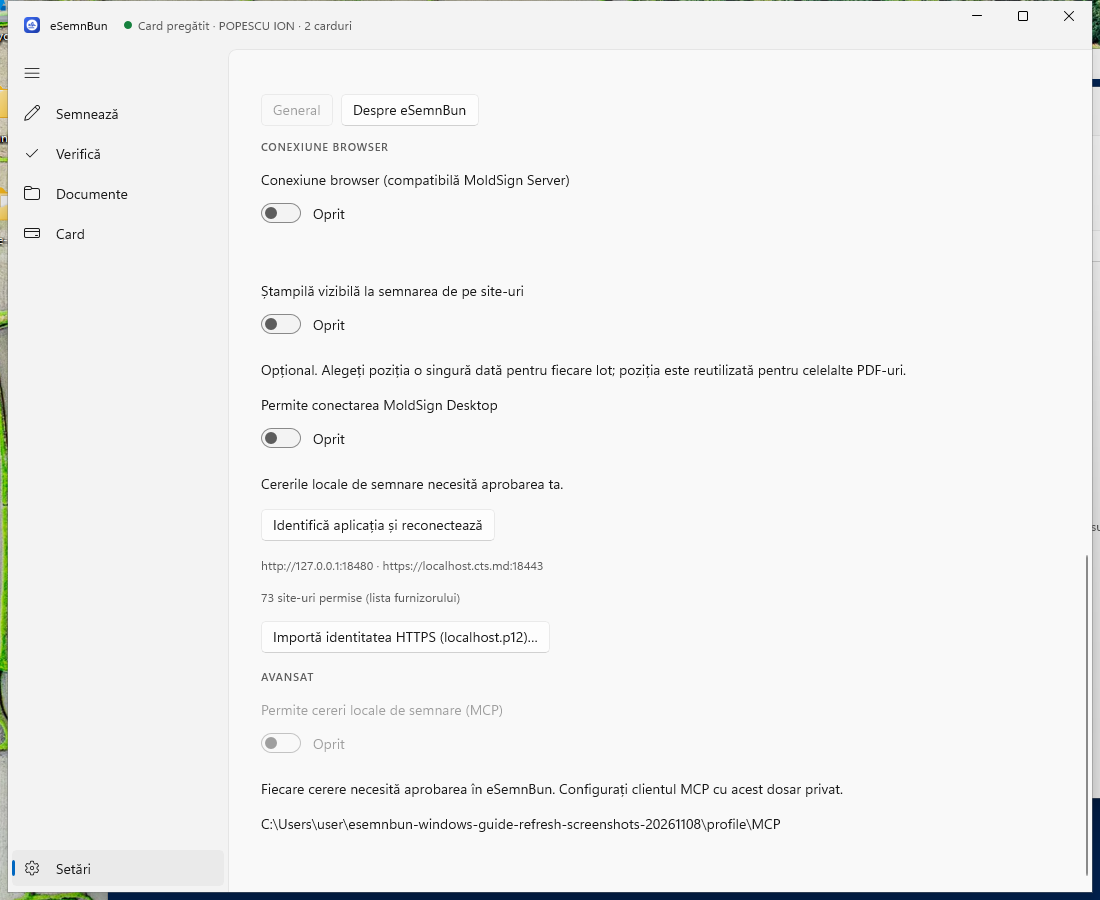 eSemnBun
Card pregătit · POPESCU ION · 2 carduri
Semnează
Verifică
Documente
Card
Setări
General
Despre eSemnBun
CONEXIUNE BROWSER
Conexiune browser (compatibilă MoldSign Server)
Oprit
Ștampilă vizibilă la semnarea de pe site-uri
Oprit
Opțional. Alegeți poziția o singură dată pentru fiecare lot; poziția este reutilizată pentru celelalte PDF-uri.
Permite conectarea MoldSign Desktop
Oprit
Cererile locale de semnare necesită aprobarea ta.
Identifică aplicația și reconectează
http://127.0.0.1:18480 · https://localhost.cts.md:18443
73 site-uri permise (lista furnizorului)
Importă identitatea HTTPS (localhost.p12)...
AVANSAT
Permite cereri locale de semnare (MCP)
Oprit
Fiecare cerere necesită aprobarea în eSemnBun. Configurați clientul MCP cu acest dosar privat.
C:\Users\user\esemnbun-windows-guide-refresh-screenshots-20261108\profile\MCP